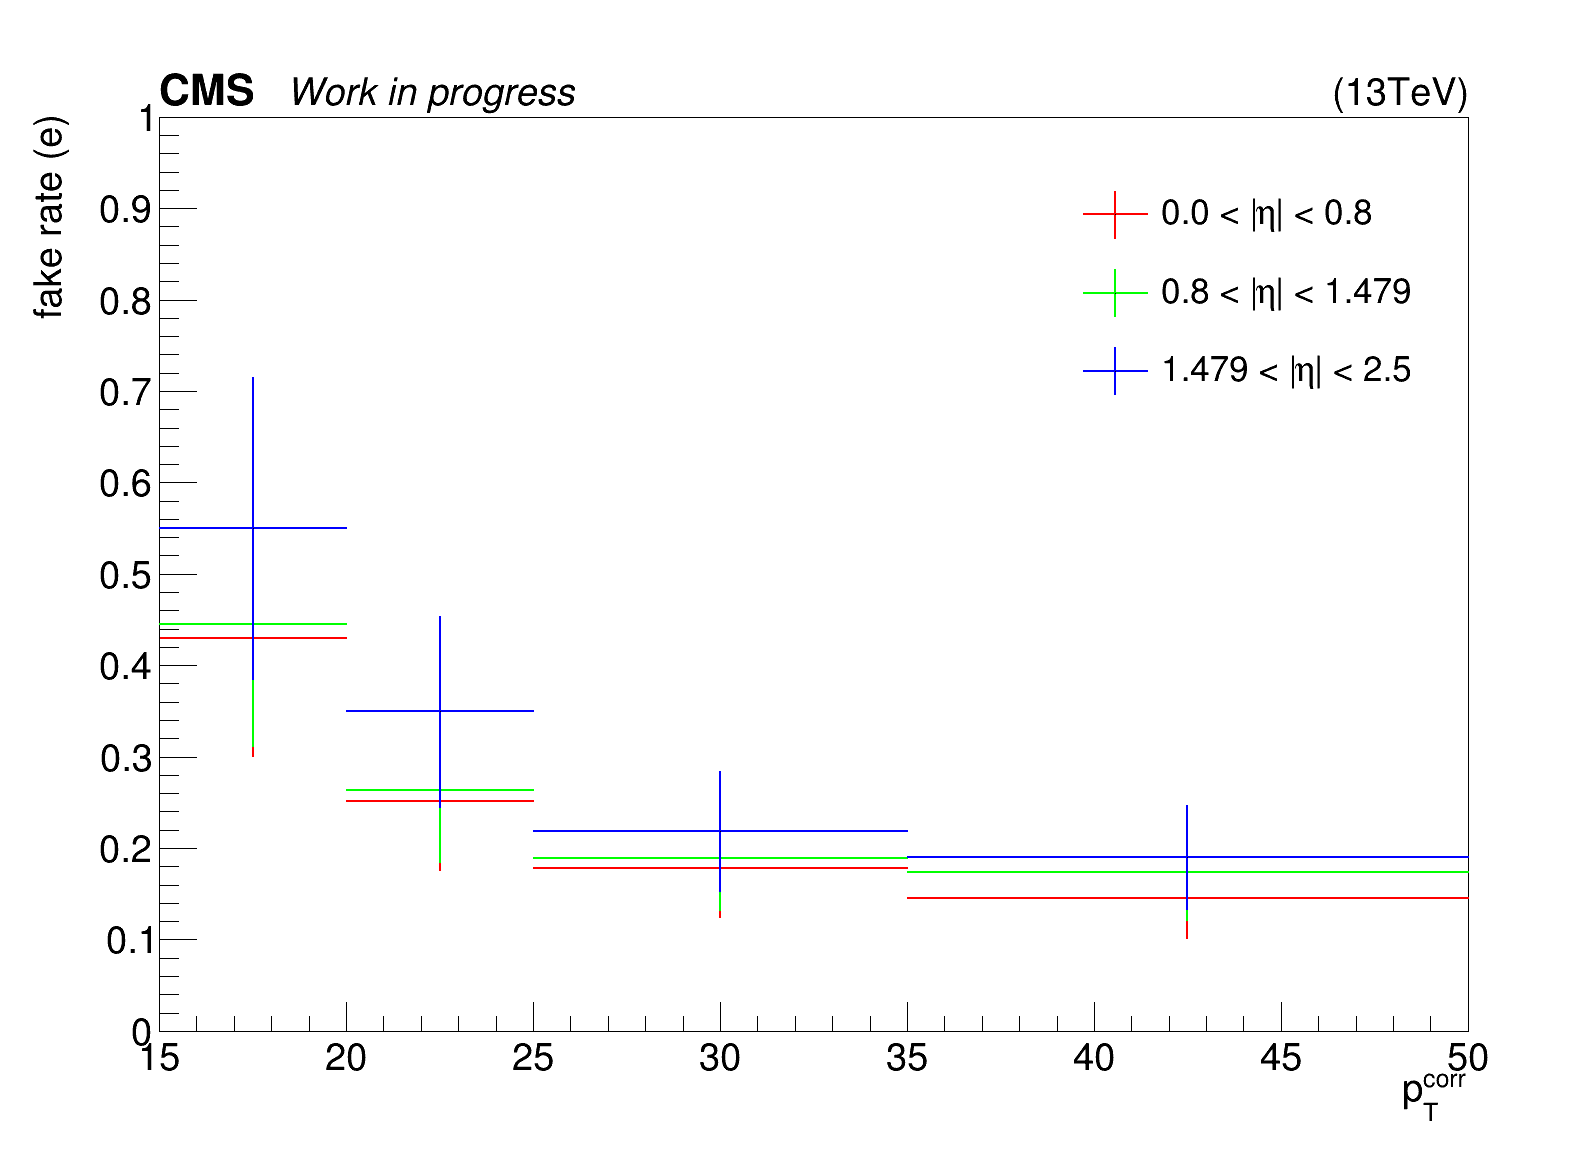 CMS Work in progress (13TeV)
fake rate (e)
1
0.9
0.8
0.7
0.6
0.5
0.4
0.3
0.2
0.1
0
0.0 < |η| < 0.8
0.8 < |η| < 1.479
1.479 < |η| < 2.5
15 20 25 30 35 40 45 50
p_T^corr